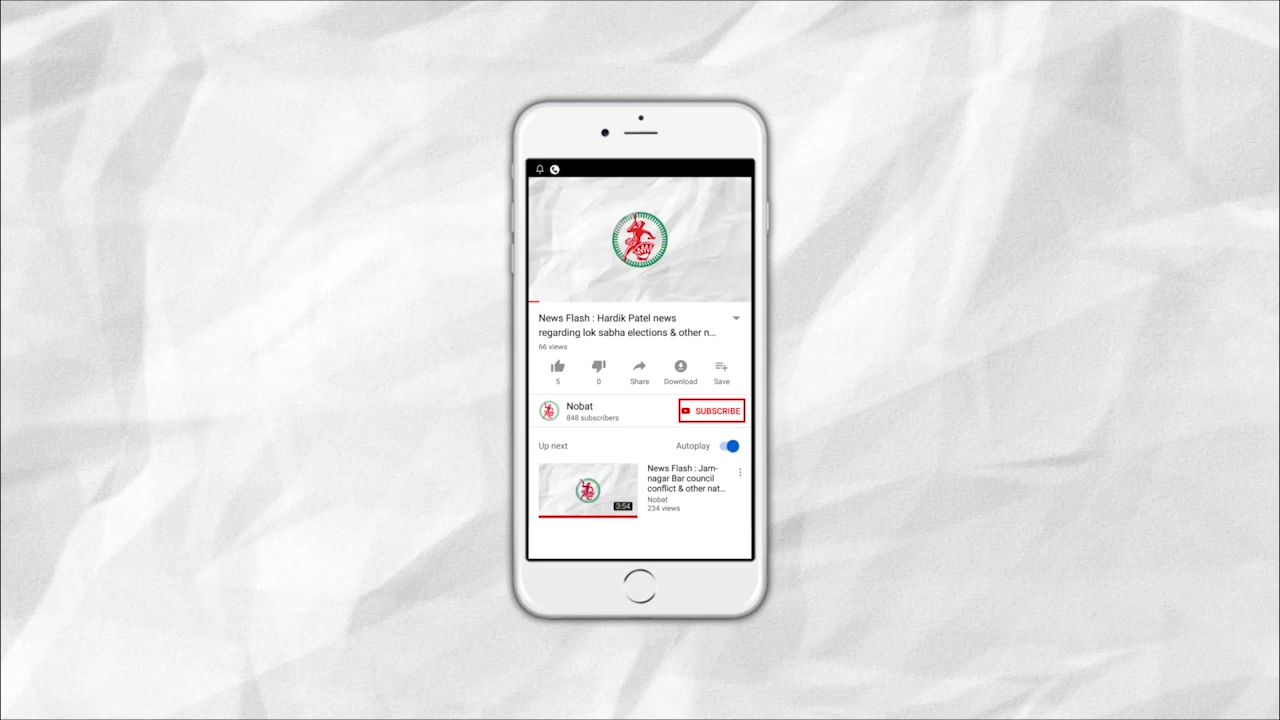 News Flash : Hardik Patel news
regarding lok sabha elections & other n...
66 views
5
0
Share
Download
Save
Nobat
848 subscribers
SUBSCRIBE
Up next
Autoplay
News Flash : Jam-
nagar Bar council
conflict & other nat...
Nobat
234 views
3:54